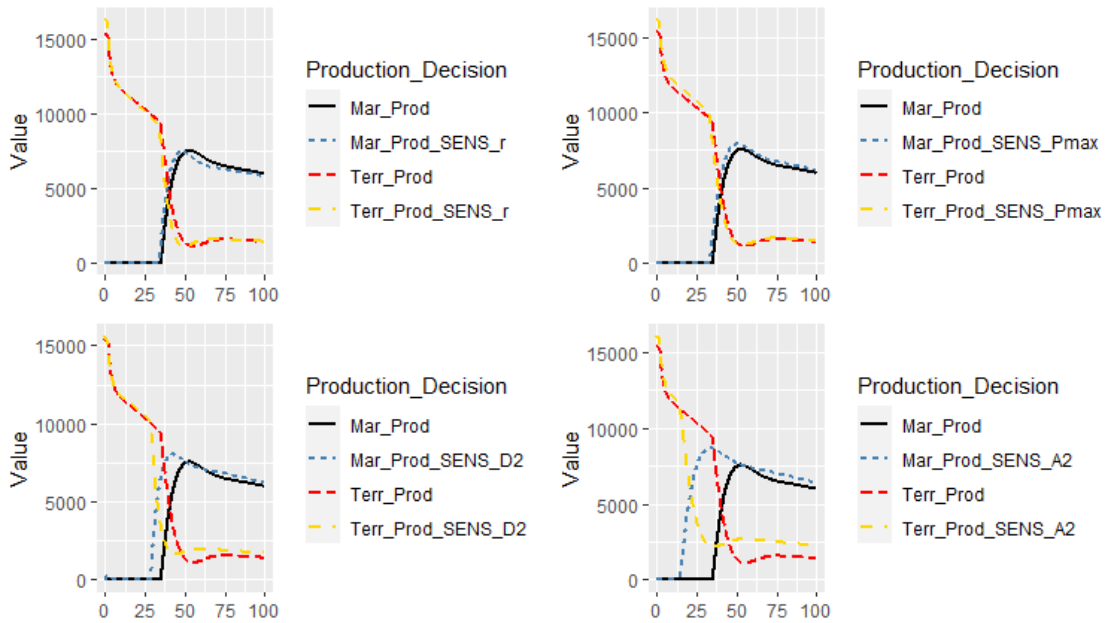 15000
10000
5000
0
Value
0 25 50 75 100
Production_Decision
Mar_Prod
Mar_Prod_SENS_r
Terr_Prod
Terr_Prod_SENS_r
15000
10000
5000
0
Value
0 25 50 75 100
Production_Decision
Mar_Prod
Mar_Prod_SENS_Pmax
Terr_Prod
Terr_Prod_SENS_Pmax
15000
10000
5000
0
Value
0 25 50 75 100
Production_Decision
Mar_Prod
Mar_Prod_SENS_D2
Terr_Prod
Terr_Prod_SENS_D2
15000
10000
5000
0
Value
0 25 50 75 100
Production_Decision
Mar_Prod
Mar_Prod_SENS_A2
Terr_Prod
Terr_Prod_SENS_A2